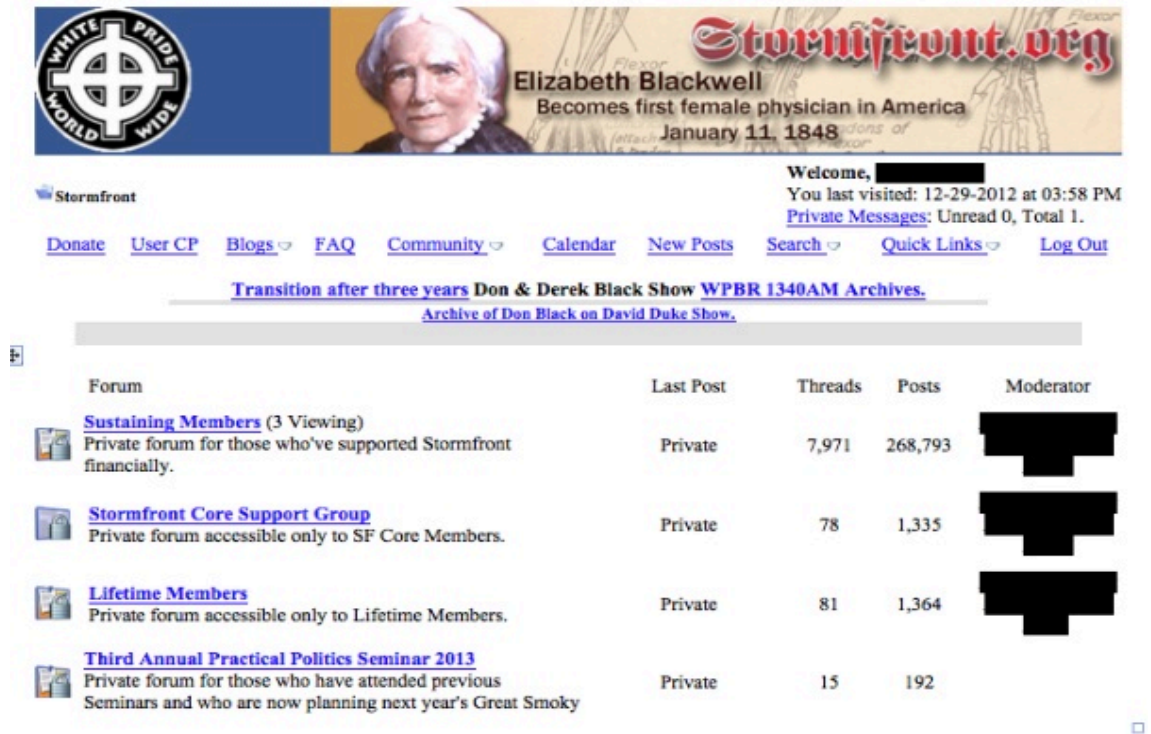 WHITE PRIDE WORLD WIDE
Stormfront.org
Flexor
Flexor
Elizabeth Blackwell
Becomes first female physician in America
January 11, 1848
Welcome,
Stormfront
You last visited: 12-29-2012 at 03:58 PM
Private Messages: Unread 0, Total 1.
Donate User CP Blogs FAQ Community Calendar New Posts Search Quick Links Log Out
Transition after three years Don & Derek Black Show WPBR 1340AM Archives.
Archive of Don Black on David Duke Show.
Forum Last Post Threads Posts Moderator
Sustaining Members (3 Viewing)
Private forum for those who've supported Stormfront
financially.
Private 7,971 268,793
Stormfront Core Support Group
Private forum accessible only to SF Core Members.
Private 78 1,335
Lifetime Members
Private forum accessible only to Lifetime Members.
Private 81 1,364
Third Annual Practical Politics Seminar 2013
Private forum for those who have attended previous
Seminars and who are now planning next year's Great Smoky
Private 15 192